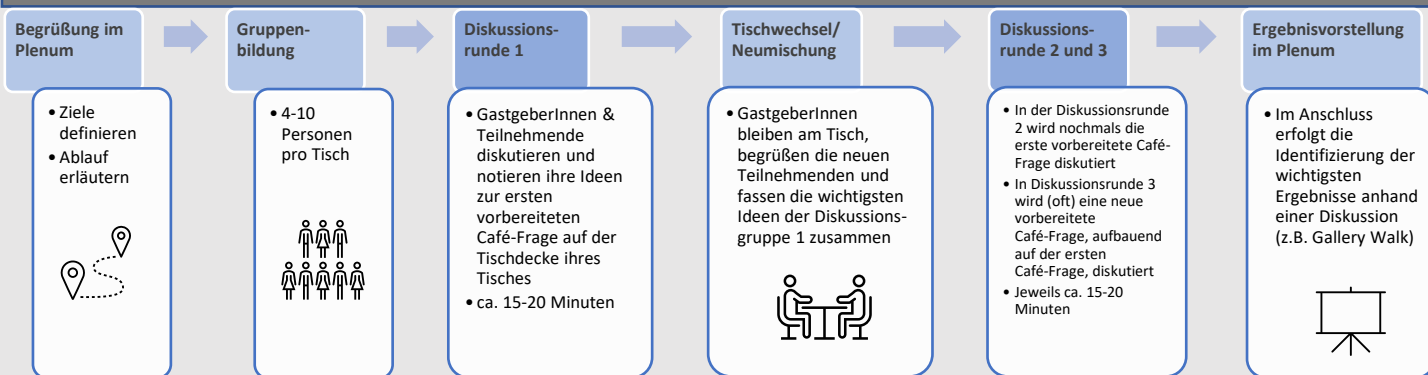 Begrüßung im
Plenum
• Ziele
definieren
• Ablauf
erläutern
Gruppen-
bildung
• 4-10
Personen
pro Tisch
Diskussions-
runde 1
• GastgeberInnen &
Teilnehmende
diskutieren und
notieren ihre Ideen
zur ersten
vorbereiteten
Café-Frage auf der
Tischdecke ihres
Tisches
• ca. 15-20 Minuten
Tischwechsel/
Neumischung
• GastgeberInnen
bleiben am Tisch,
begrüßen die neuen
Teilnehmenden und
fassen die wichtigsten
Ideen der Diskussions-
gruppe 1 zusammen
Diskussions-
runde 2 und 3
• In der Diskussionsrunde
2 wird nochmals die
erste vorbereitete Café-
Frage diskutiert
• In Diskussionsrunde 3
wird (oft) eine neue
vorbereitete
Café-Frage, aufbauend
auf der ersten
Café-Frage, diskutiert
• Jeweils ca. 15-20
Minuten
Ergebnisvorstellung
im Plenum
• Im Anschluss
erfolgt die
Identifizierung der
wichtigsten
Ergebnisse anhand
einer Diskussion
(z.B. Gallery Walk)